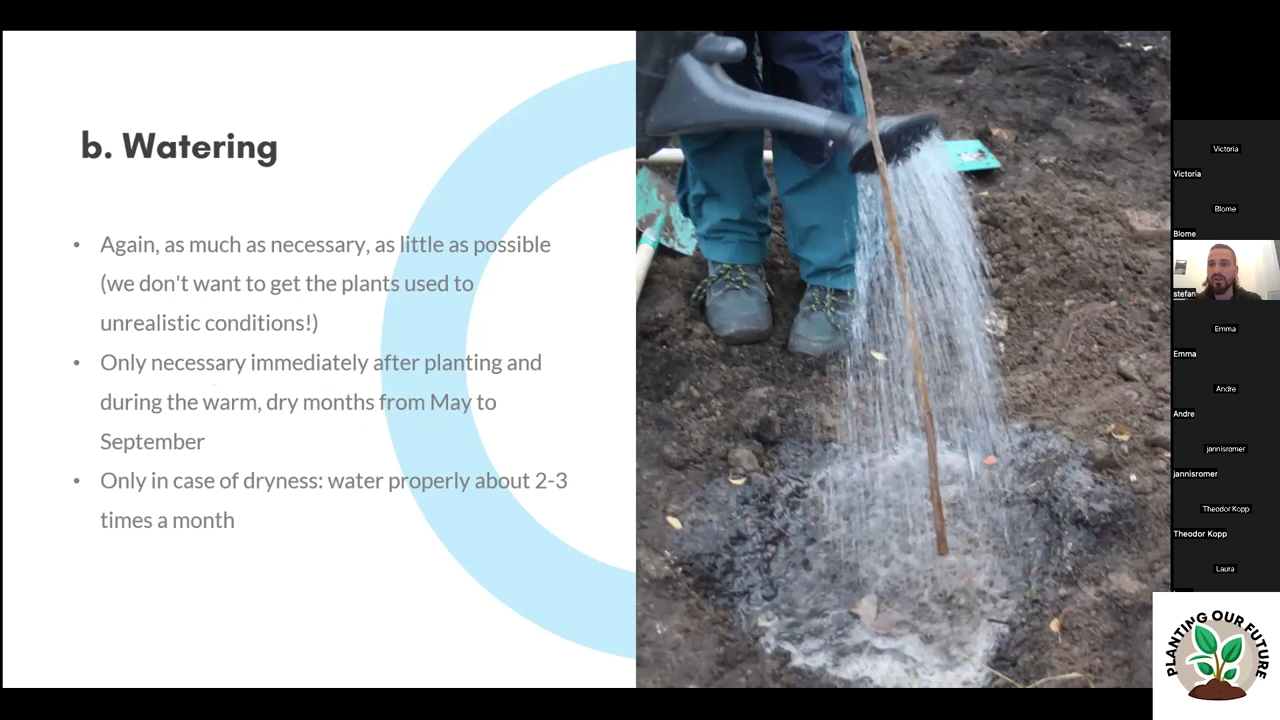 b. Watering
• Again, as much as necessary, as little as possible
(we don't want to get the plants used to
unrealistic conditions!)
• Only necessary immediately after planting and
during the warm, dry months from May to
September
• Only in case of dryness: water properly about 2-3
times a month
Victoria
Victoria
Blome
Blome
stefan
Emma
Emma
Andre
Andre
jannisromer
jannisromer
Theodor Kopp
Theodor Kopp
Laura
PLANTING OUR FUTURE